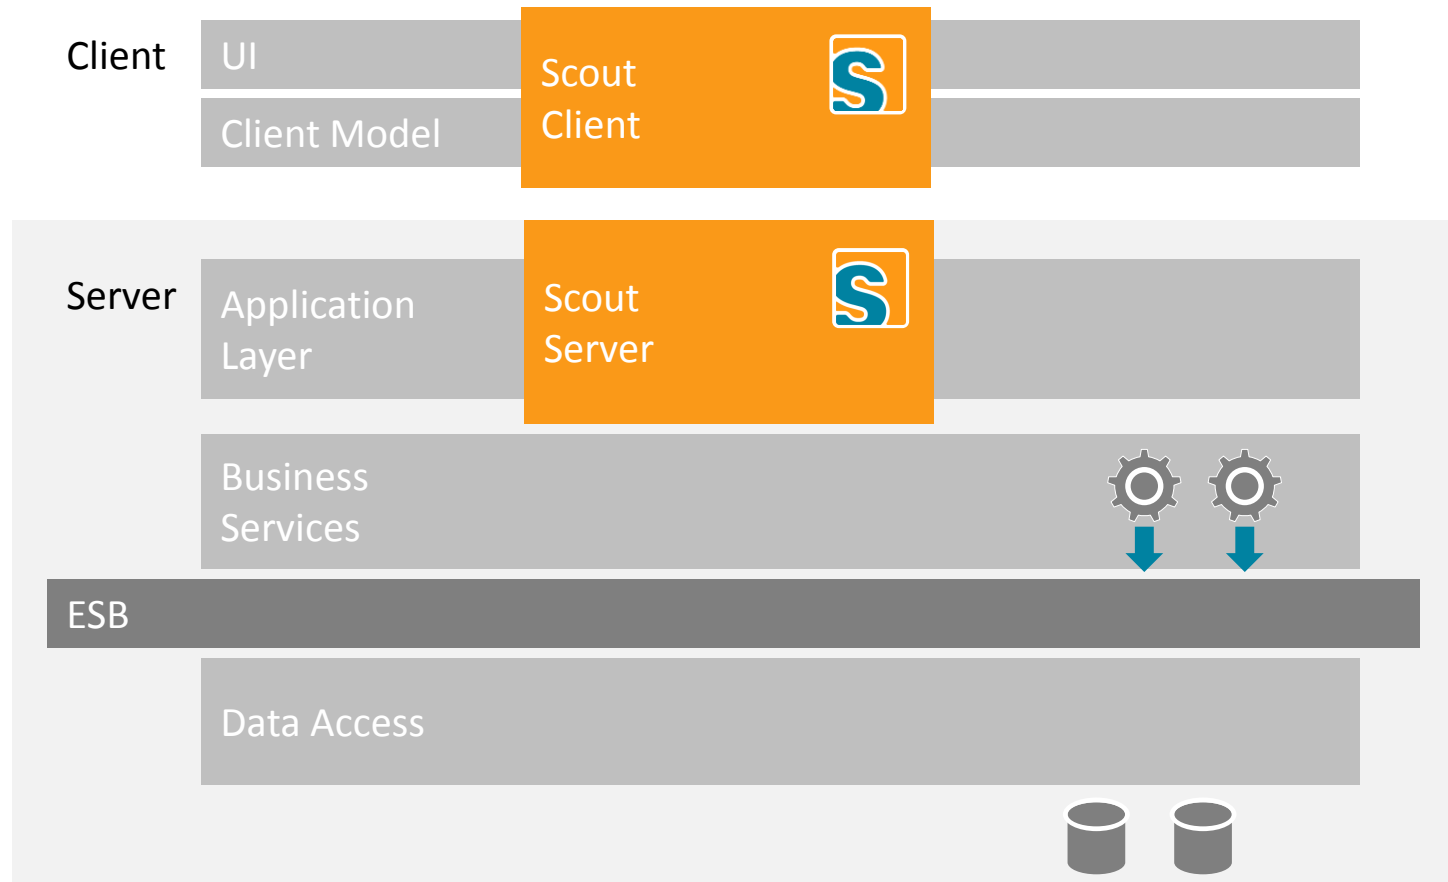 Client
UI
Client Model
Scout
Client
S
Server
Application
Layer
Scout
Server
S
Business
Services
ESB
Data Access